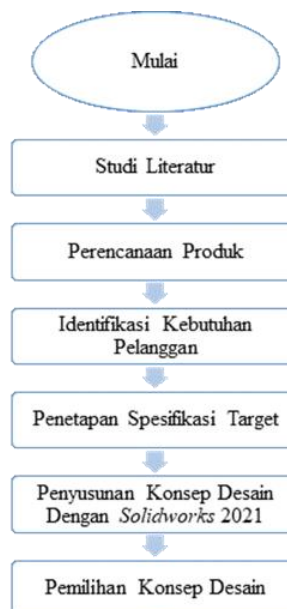 Mulai
Studi Literatur
Perencanaan Produk
Identifikasi Kebutuhan
Pelanggan
Penetapan Spesifikasi Target
Penyusunan Konsep Desain
Dengan Solidworks 2021
Pemilihan Konsep Desain